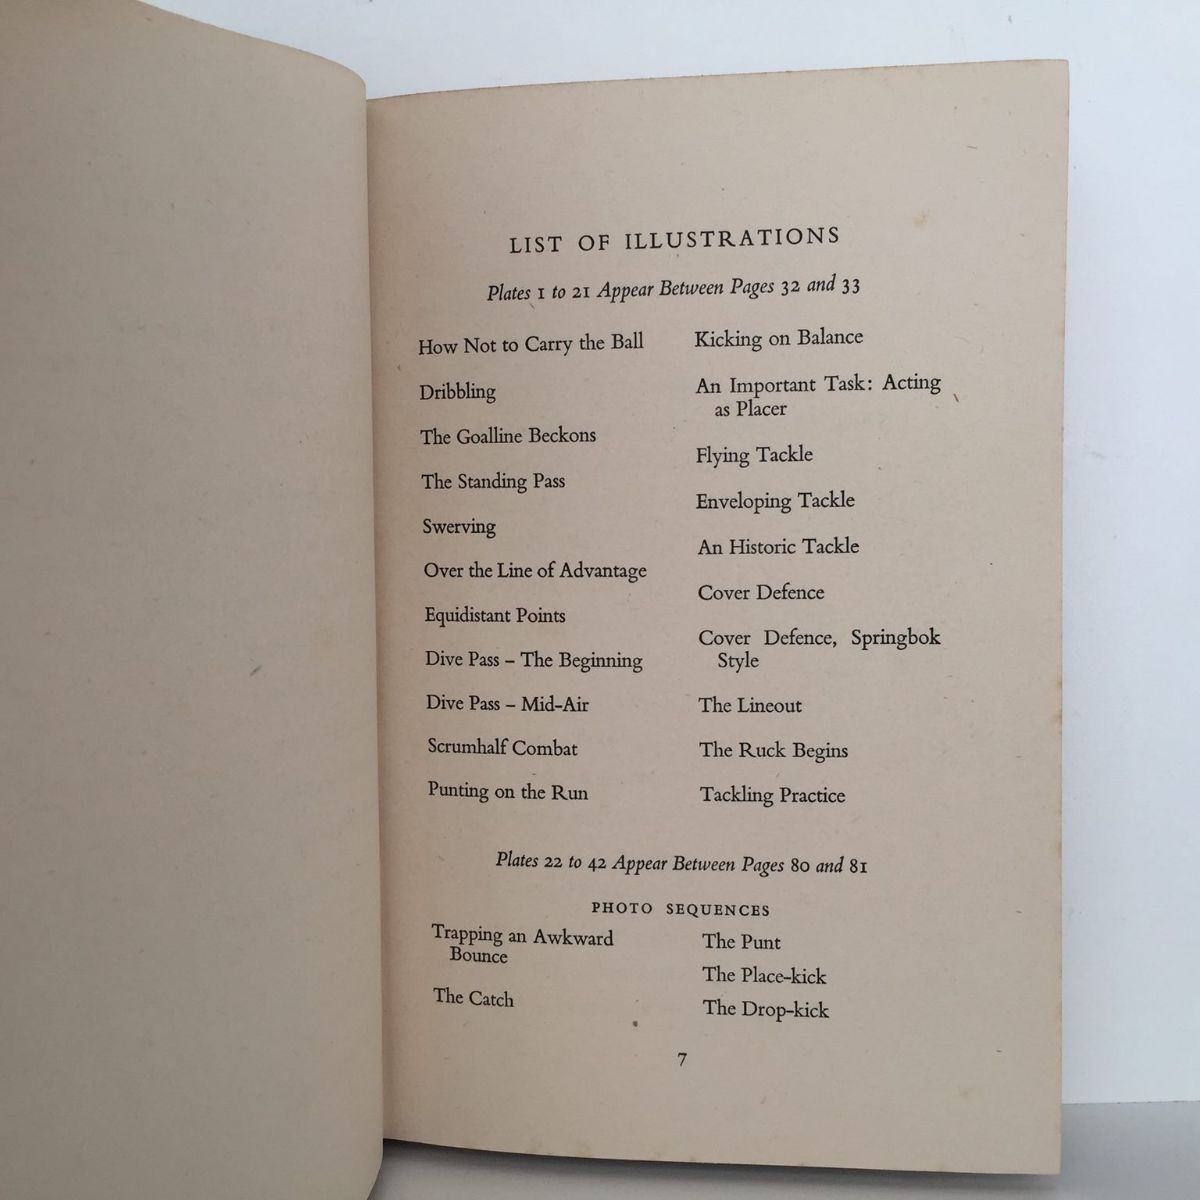 LIST OF ILLUSTRATIONS
Plates 1 to 21 Appear Between Pages 32 and 33
How Not to Carry the Ball
Dribbling
The Goalline Beckons
The Standing Pass
Swerving
Over the Line of Advantage
Equidistant Points
Dive Pass – The Beginning
Dive Pass – Mid-Air
Scrumhalf Combat
Punting on the Run
Kicking on Balance
An Important Task: Acting
as Placer
Flying Tackle
Enveloping Tackle
An Historic Tackle
Cover Defence
Cover Defence, Springbok
Style
The Lineout
The Ruck Begins
Tackling Practice
Plates 22 to 42 Appear Between Pages 80 and 81
PHOTO SEQUENCES
Trapping an Awkward
Bounce
The Catch
The Punt
The Place-kick
The Drop-kick
7